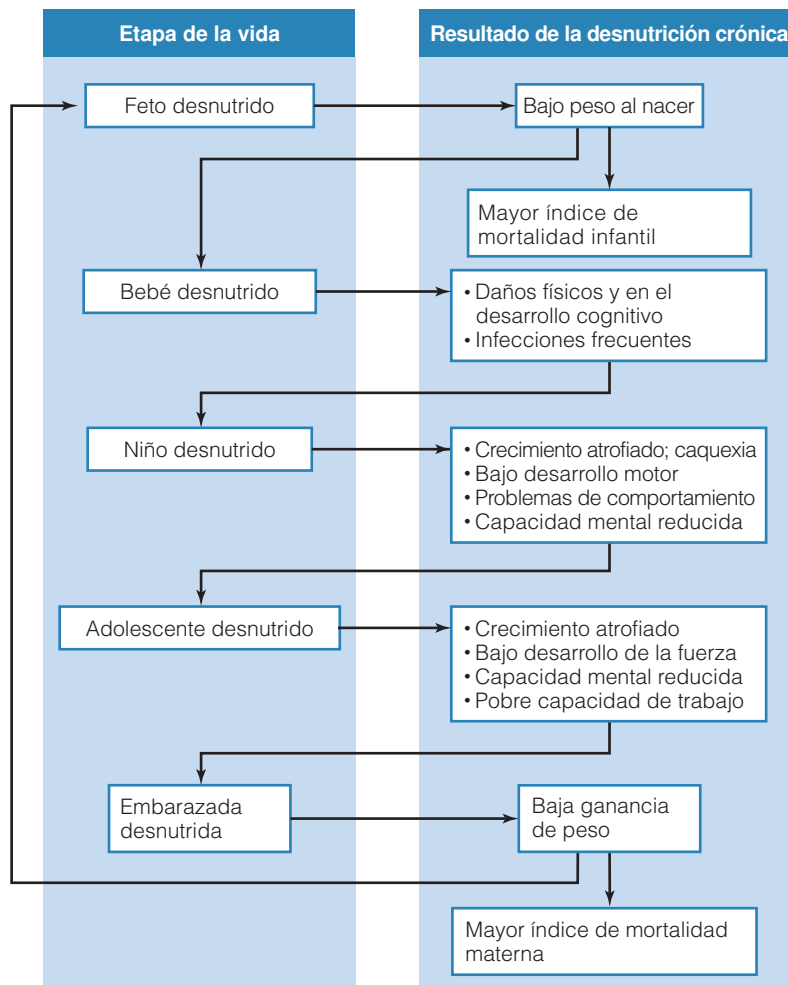 Etapa de la vida
Resultado de la desnutrición crónica
Feto desnutrido
Bajo peso al nacer
Mayor índice de
mortalidad infantil
Bebé desnutrido
• Daños físicos y en el
desarrollo cognitivo
• Infecciones frecuentes
Niño desnutrido
• Crecimiento atrofiado; caquexia
• Bajo desarrollo motor
• Problemas de comportamiento
• Capacidad mental reducida
Adolescente desnutrido
• Crecimiento atrofiado
• Bajo desarrollo de la fuerza
• Capacidad mental reducida
• Pobre capacidad de trabajo
Embarazada
desnutrida
Baja ganancia
de peso
Mayor índice de mortalidad
materna